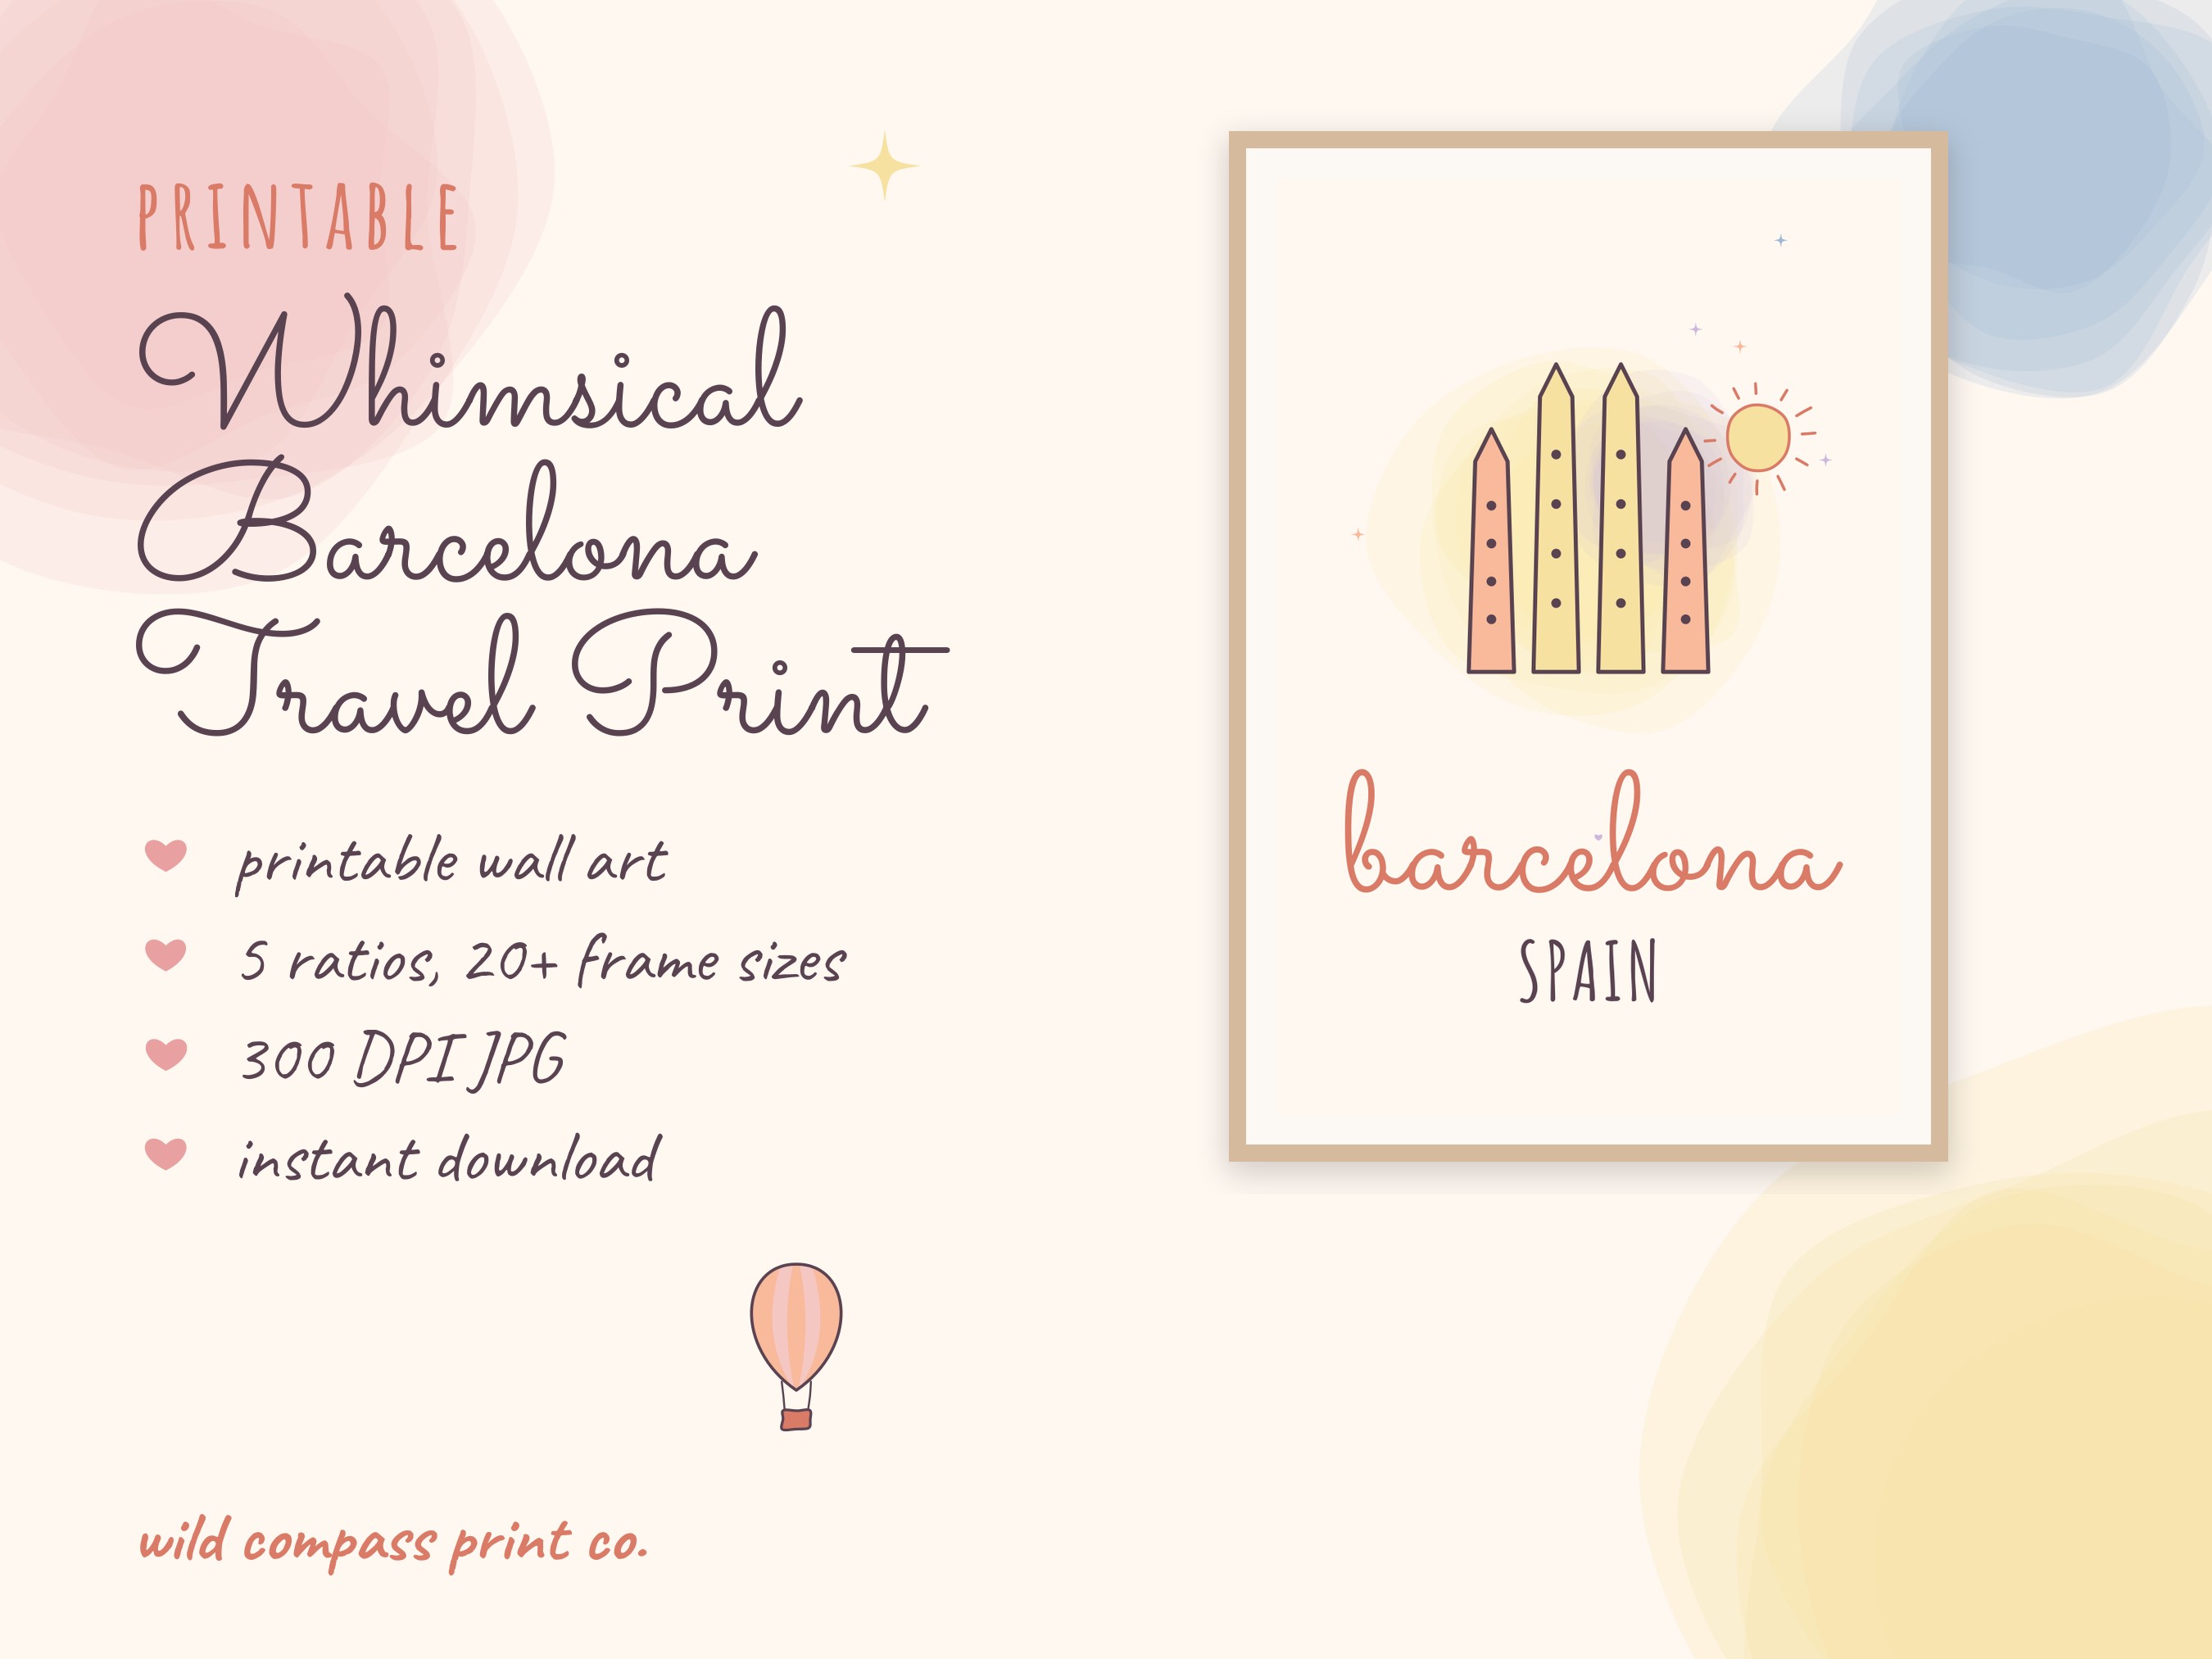 PRINTABLE
Whimsical
Barcelona
Travel Print
printable wall art
5 ratios, 20+ frame sizes
300 DPI JPG
instant download
wild compass print co.
barcelona
SPAIN